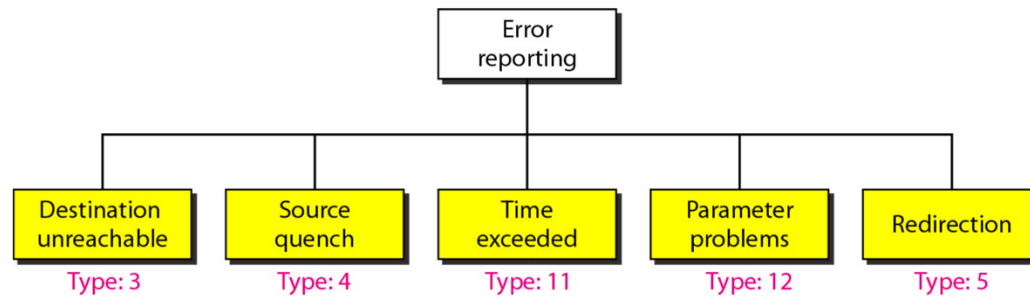 Error
reporting
Destination
unreachable
Source
quench
Time
exceeded
Parameter
problems
Redirection
Type: 3
Type: 4
Type: 11
Type: 12
Type: 5